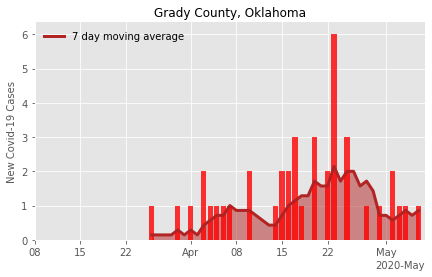 Grady County, Oklahoma
7 day moving average
New Covid-19 Cases
6
5
4
3
2
1
0
08 15 22 Apr 08 15 22 May
2020-May